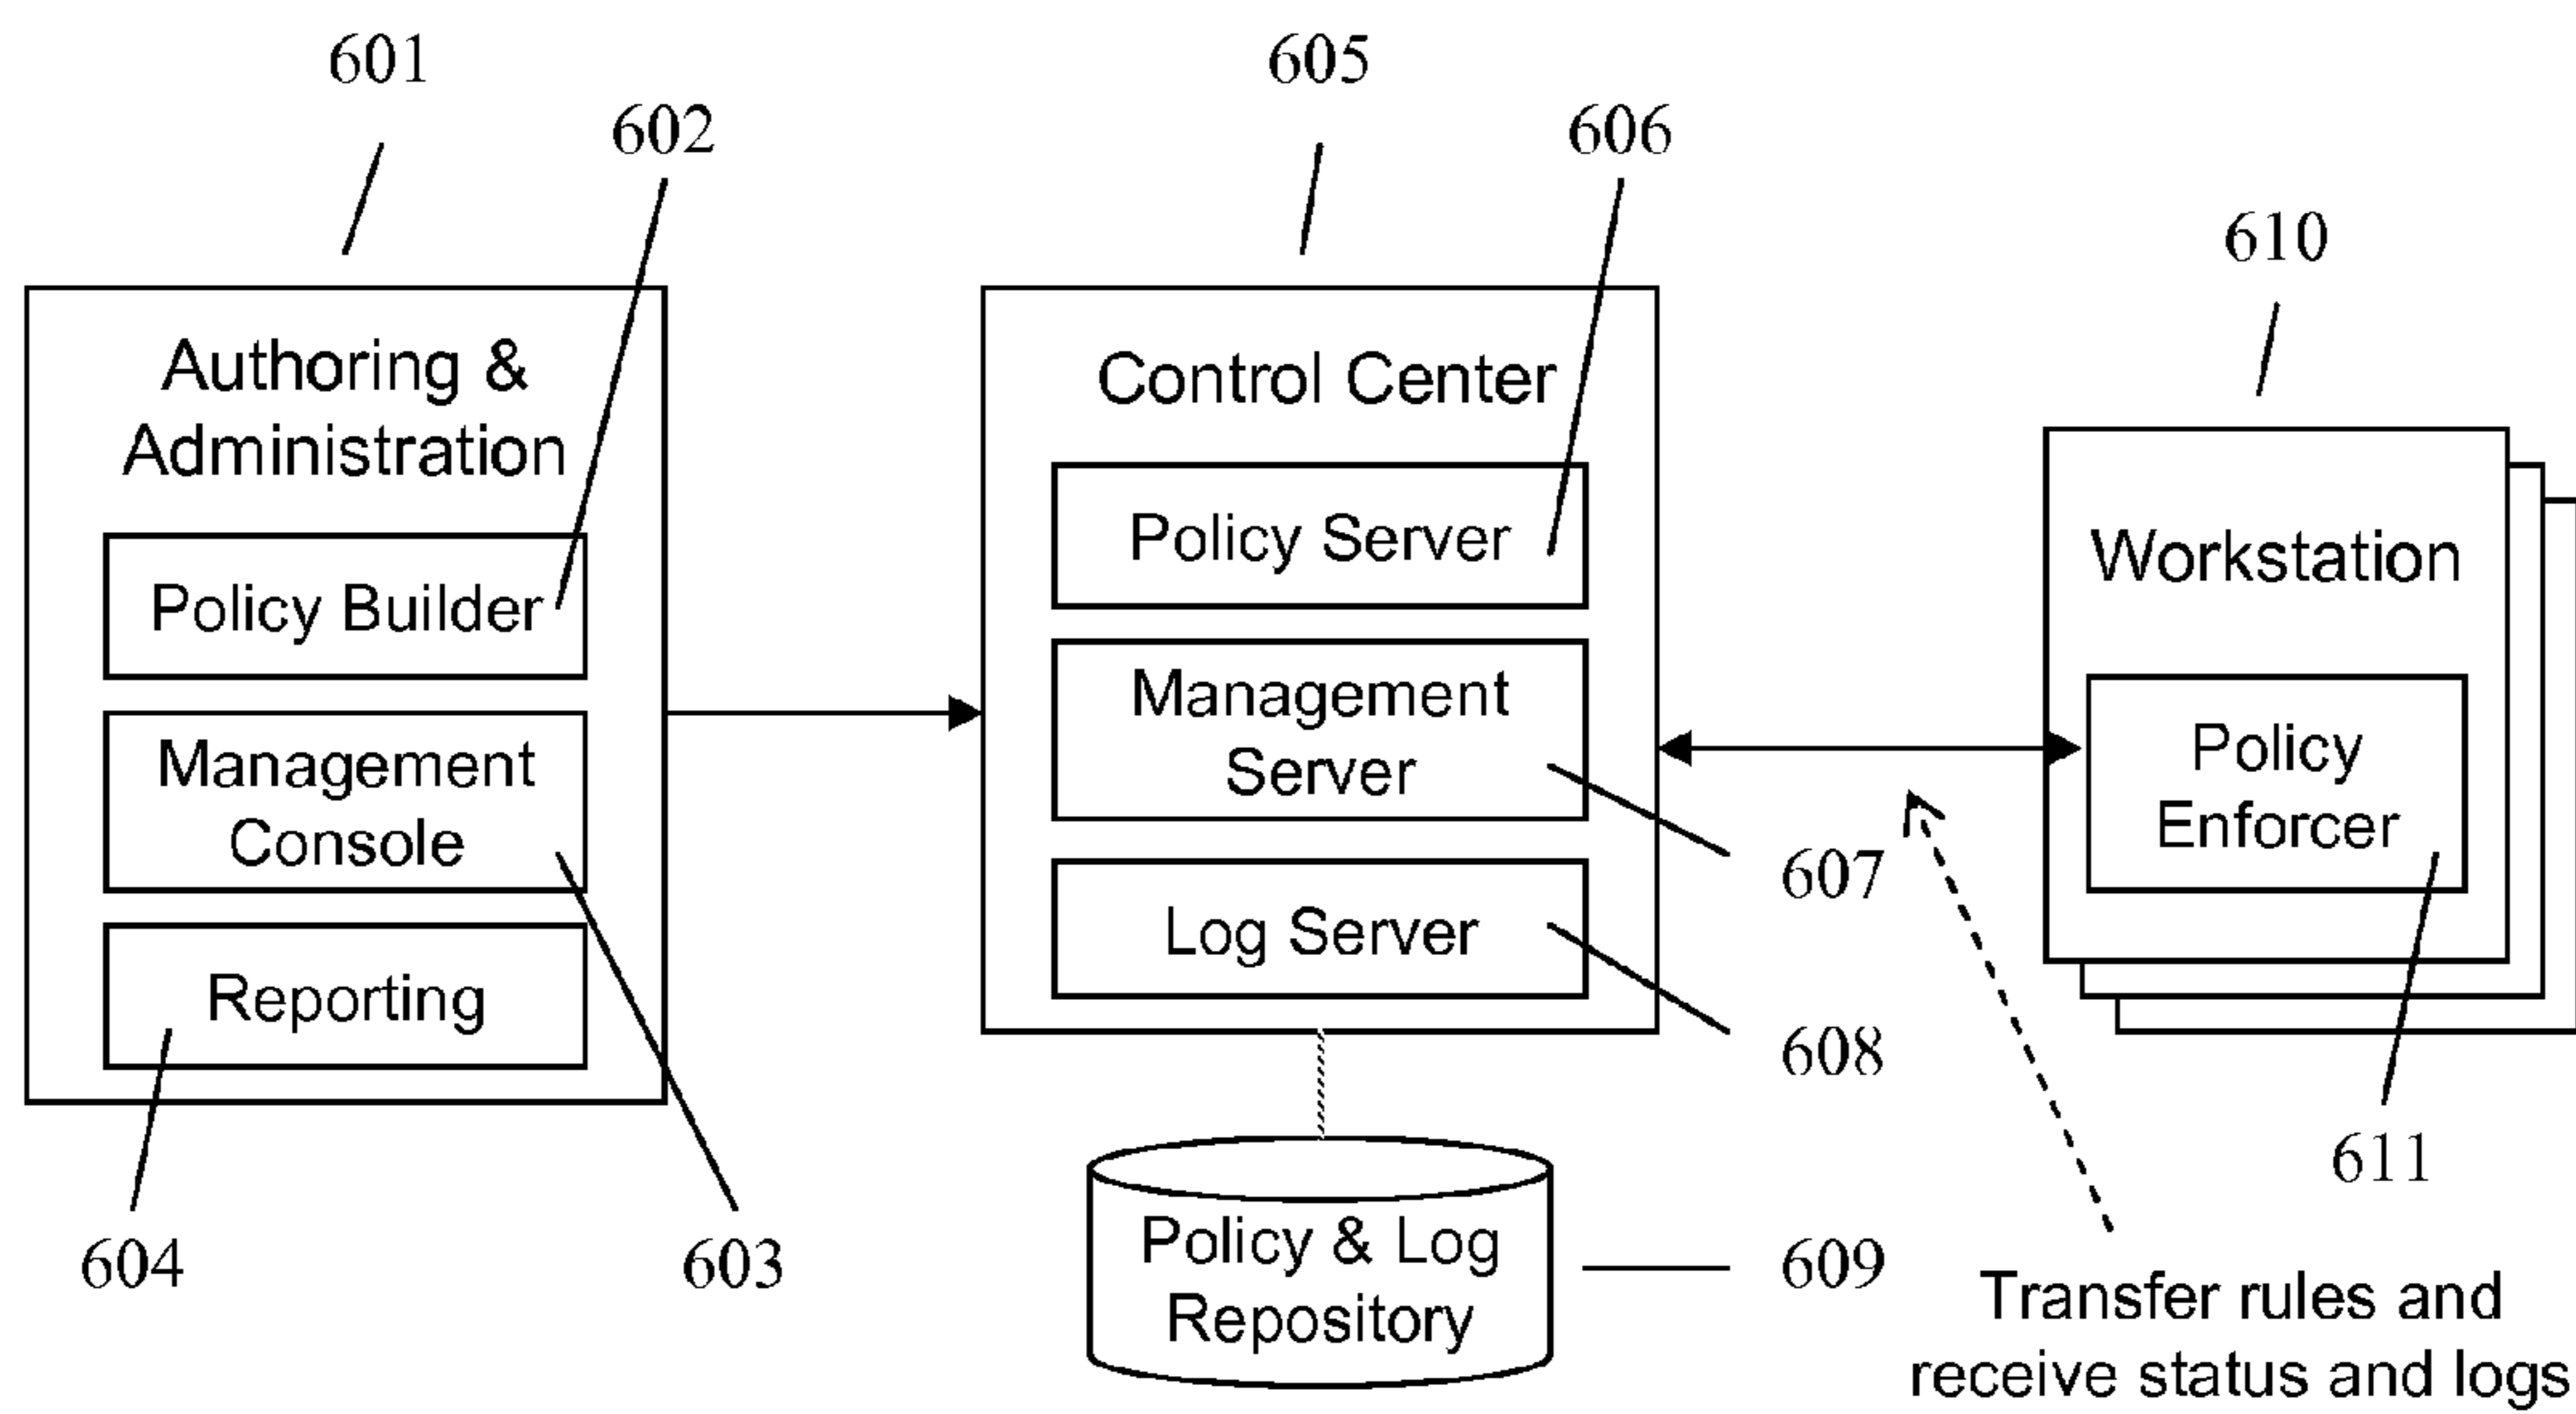 601
602
605
606
610
Authoring &
Administration
Policy Builder
Management
Console
Reporting
604
603
Control Center
Policy Server
Management
Server
Log Server
607
608
Policy & Log
Repository
609
Workstation
Policy
Enforcer
611
Transfer rules and
receive status and logs